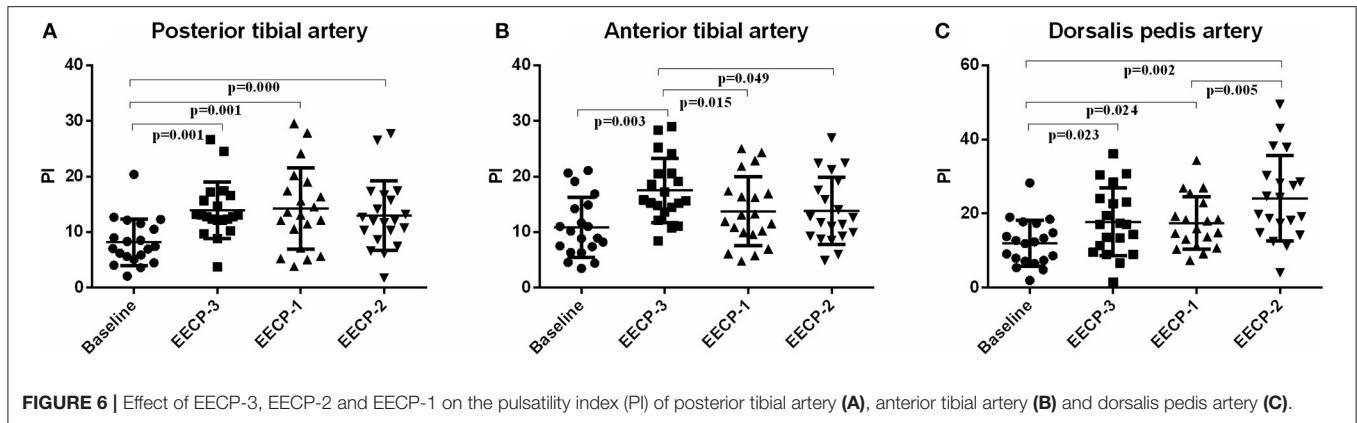 A Posterior tibial artery
40
30
20
10
0
PI
p=0.000
p=0.001
p=0.001
Baseline
EECP-3
EECP-1
EECP-2
B Anterior tibial artery
40
30
20
10
0
PI
p=0.049
p=0.015
p=0.003
Baseline
EECP-3
EECP-1
EECP-2
C Dorsalis pedis artery
60
40
20
0
PI
p=0.002
p=0.005
p=0.024
p=0.023
Baseline
EECP-3
EECP-1
EECP-2
FIGURE 6 | Effect of EECP-3, EECP-2 and EECP-1 on the pulsatility index (PI) of posterior tibial artery (A), anterior tibial artery (B) and dorsalis pedis artery (C).